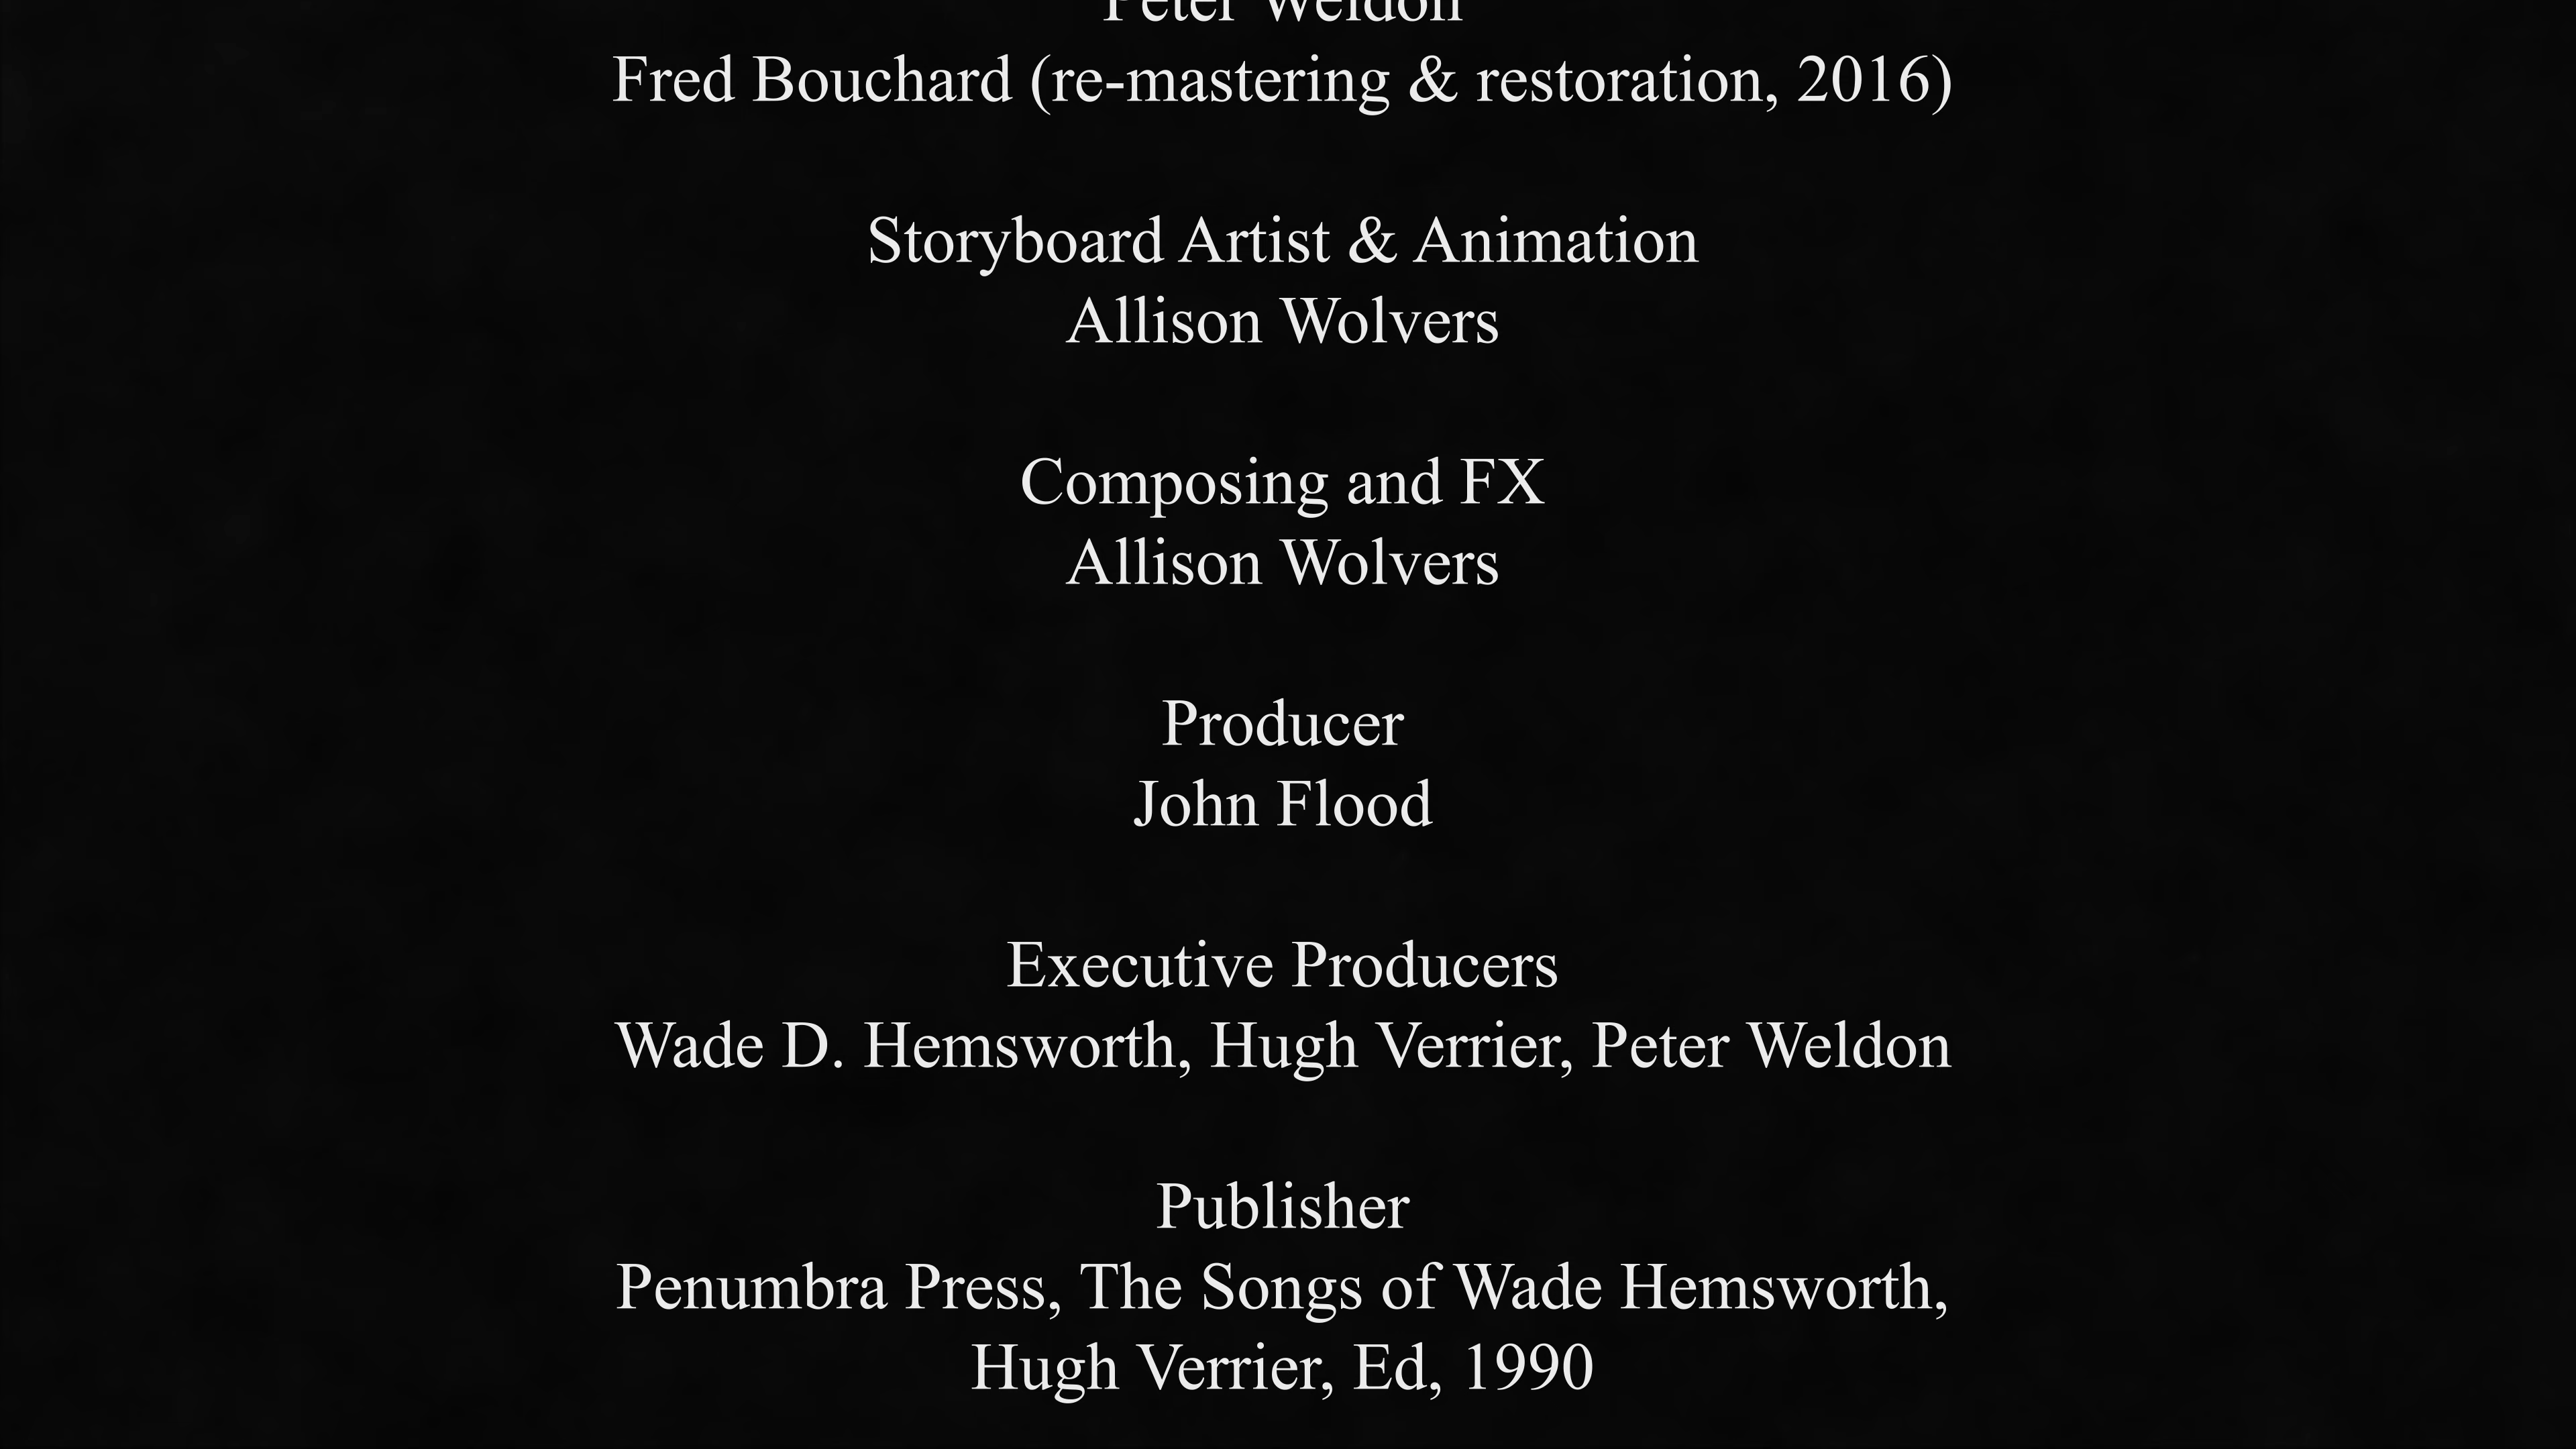 Peter Weldon
Fred Bouchard (re-mastering & restoration, 2016)
Storyboard Artist & Animation
Allison Wolvers
Composing and FX
Allison Wolvers
Producer
John Flood
Executive Producers
Wade D. Hemsworth, Hugh Verrier, Peter Weldon
Publisher
Penumbra Press, The Songs of Wade Hemsworth,
Hugh Verrier, Ed, 1990